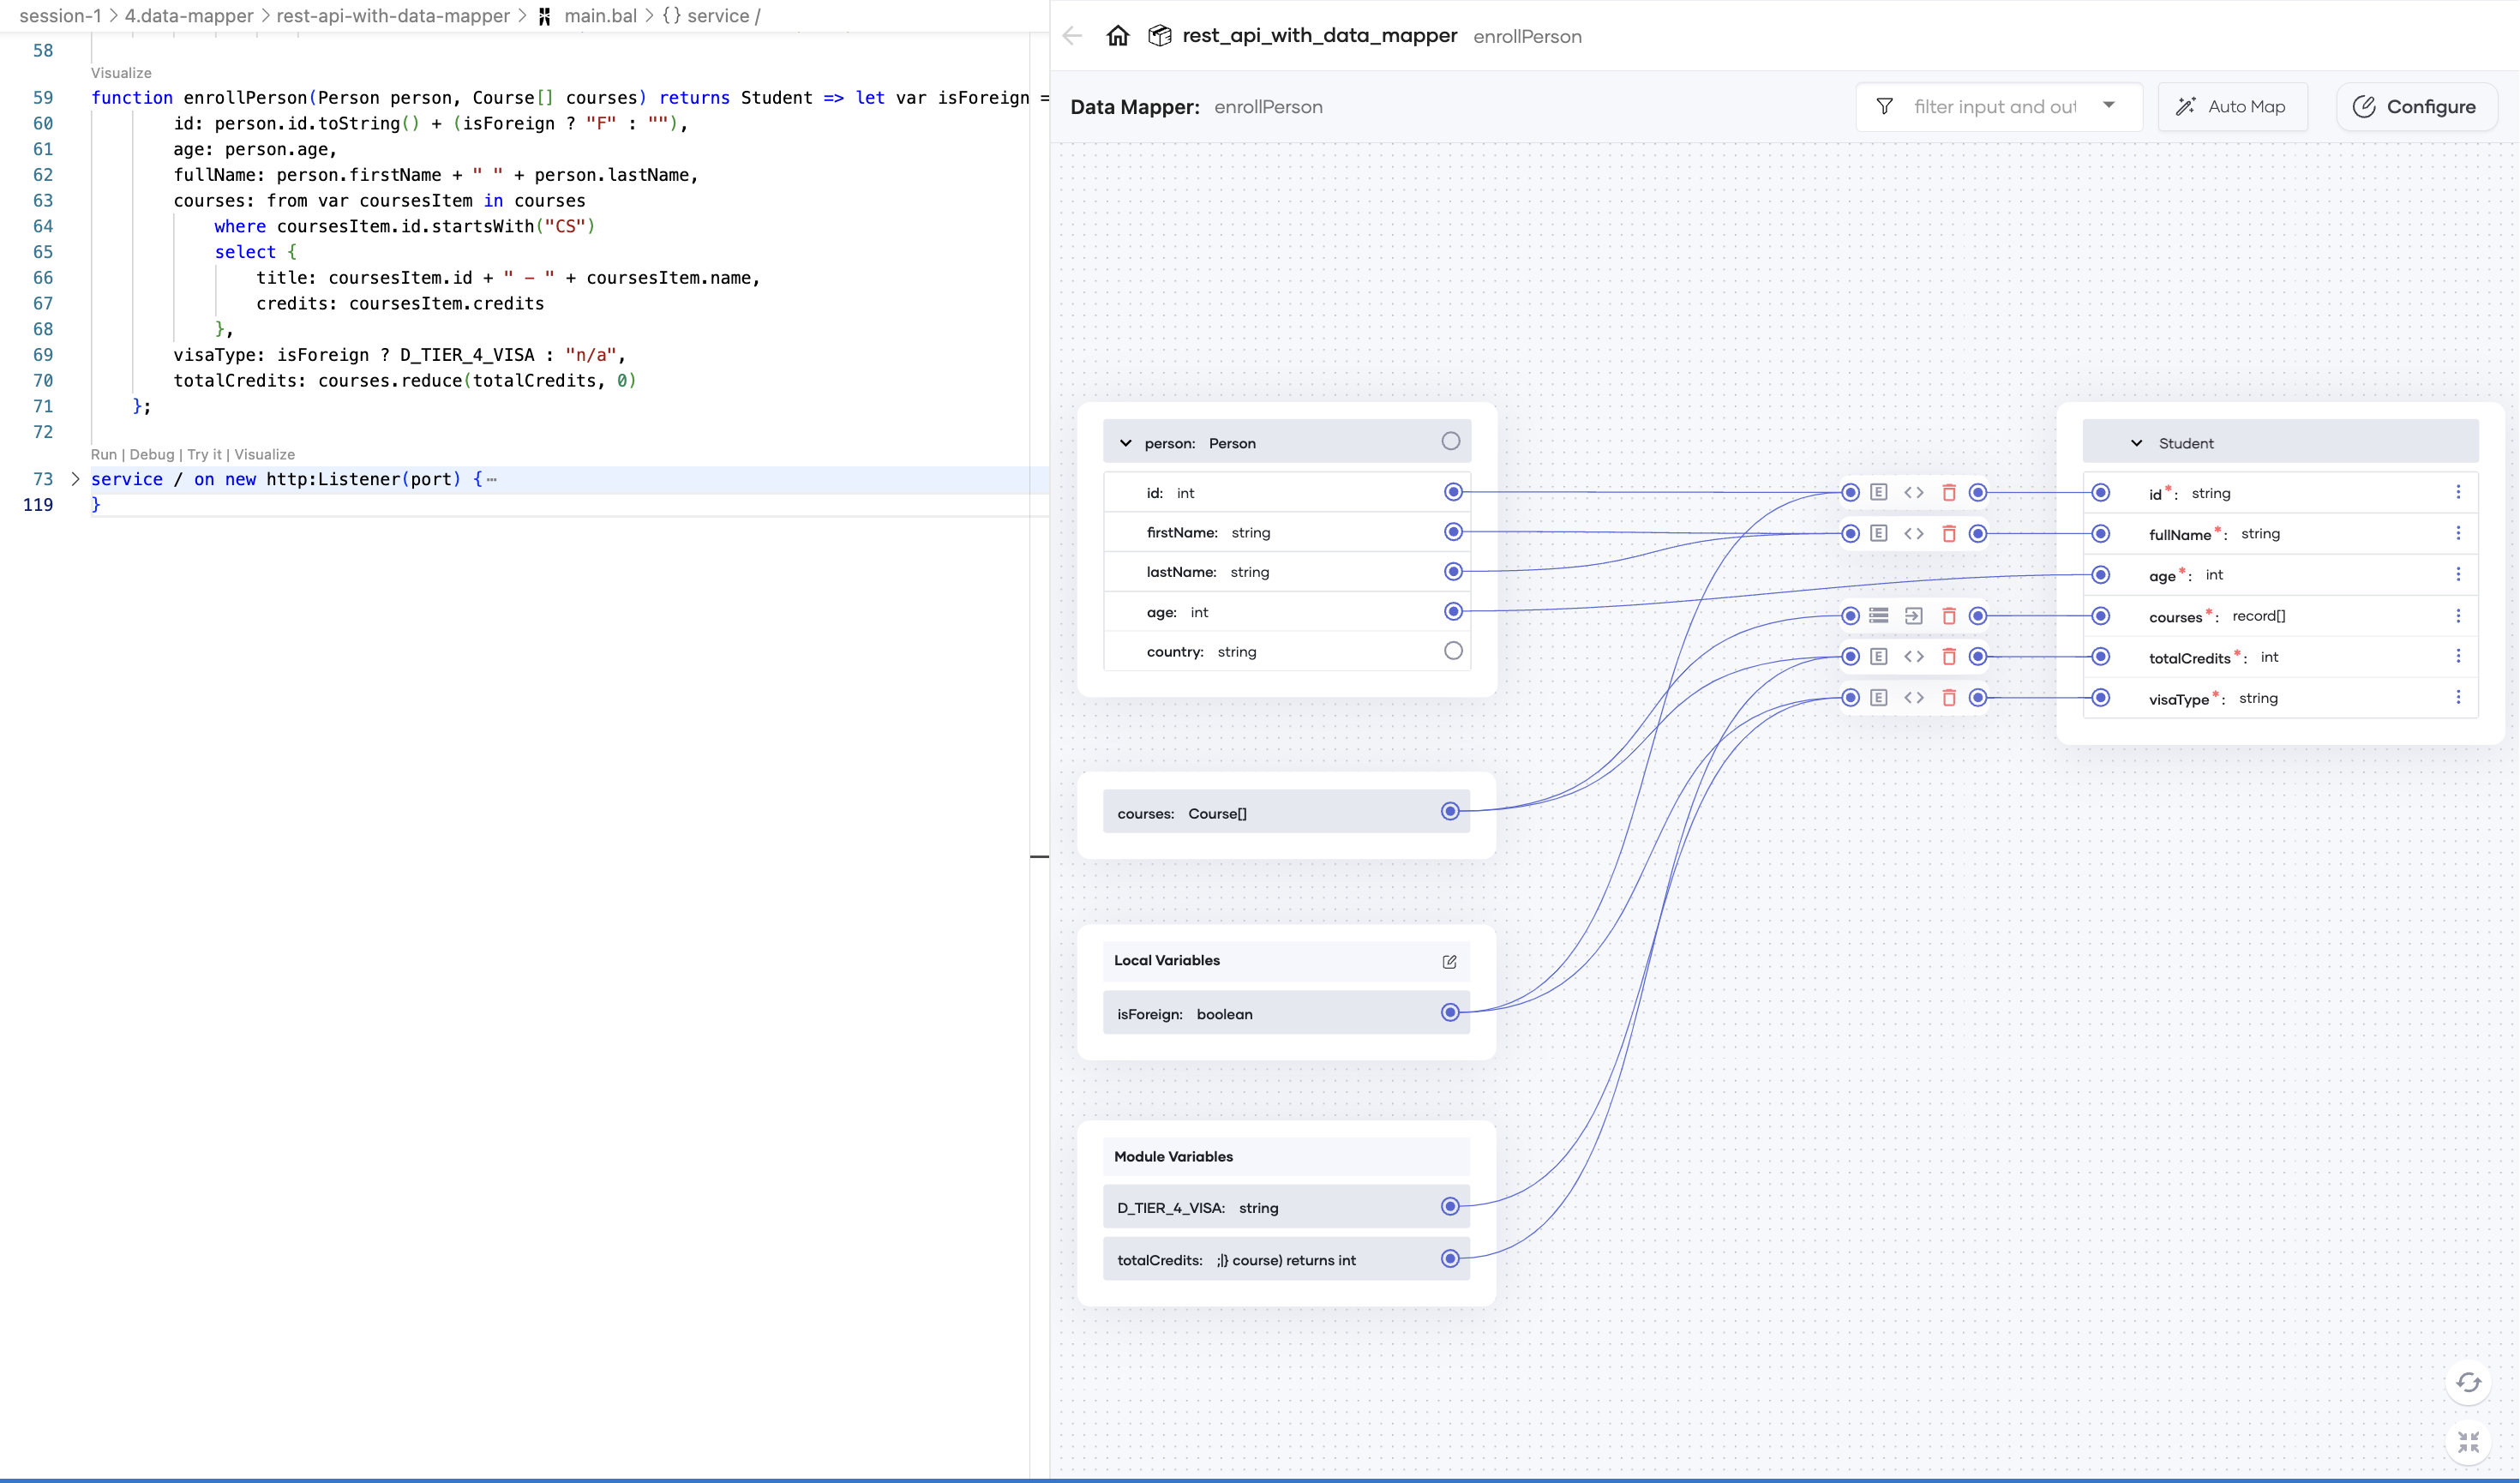 session-1 > 4.data-mapper > rest-api-with-data-mapper > main.bal > {} service /
58
Visualize
59 function enrollPerson(Person person, Course[] courses) returns Student => let var isForeign =
60 id: person.id.toString() + (isForeign ? "F" : ""),
61 age: person.age,
62 fullName: person.firstName + " " + person.lastName,
63 courses: from var coursesItem in courses
64 where coursesItem.id.startsWith("CS")
65 select {
66 title: coursesItem.id + " - " + coursesItem.name,
67 credits: coursesItem.credits
68 },
69 visaType: isForeign ? D_TIER_4_VISA : "n/a",
70 totalCredits: courses.reduce(totalCredits, 0)
71 };
72
Run | Debug | Try it | Visualize
73 > service / on new http:Listener(port) {⋯
119 }
rest_api_with_data_mapper enrollPerson
Data Mapper: enrollPerson
filter input and out
Auto Map
Configure
person: Person
id: int
firstName: string
lastName: string
age: int
country: string
courses: Course[]
Local Variables
isForeign: boolean
Module Variables
D_TIER_4_VISA: string
totalCredits: ;|} course) returns int
E
E
E
E
Student
id*: string
fullName*: string
age*: int
courses*: record[]
totalCredits*: int
visaType*: string